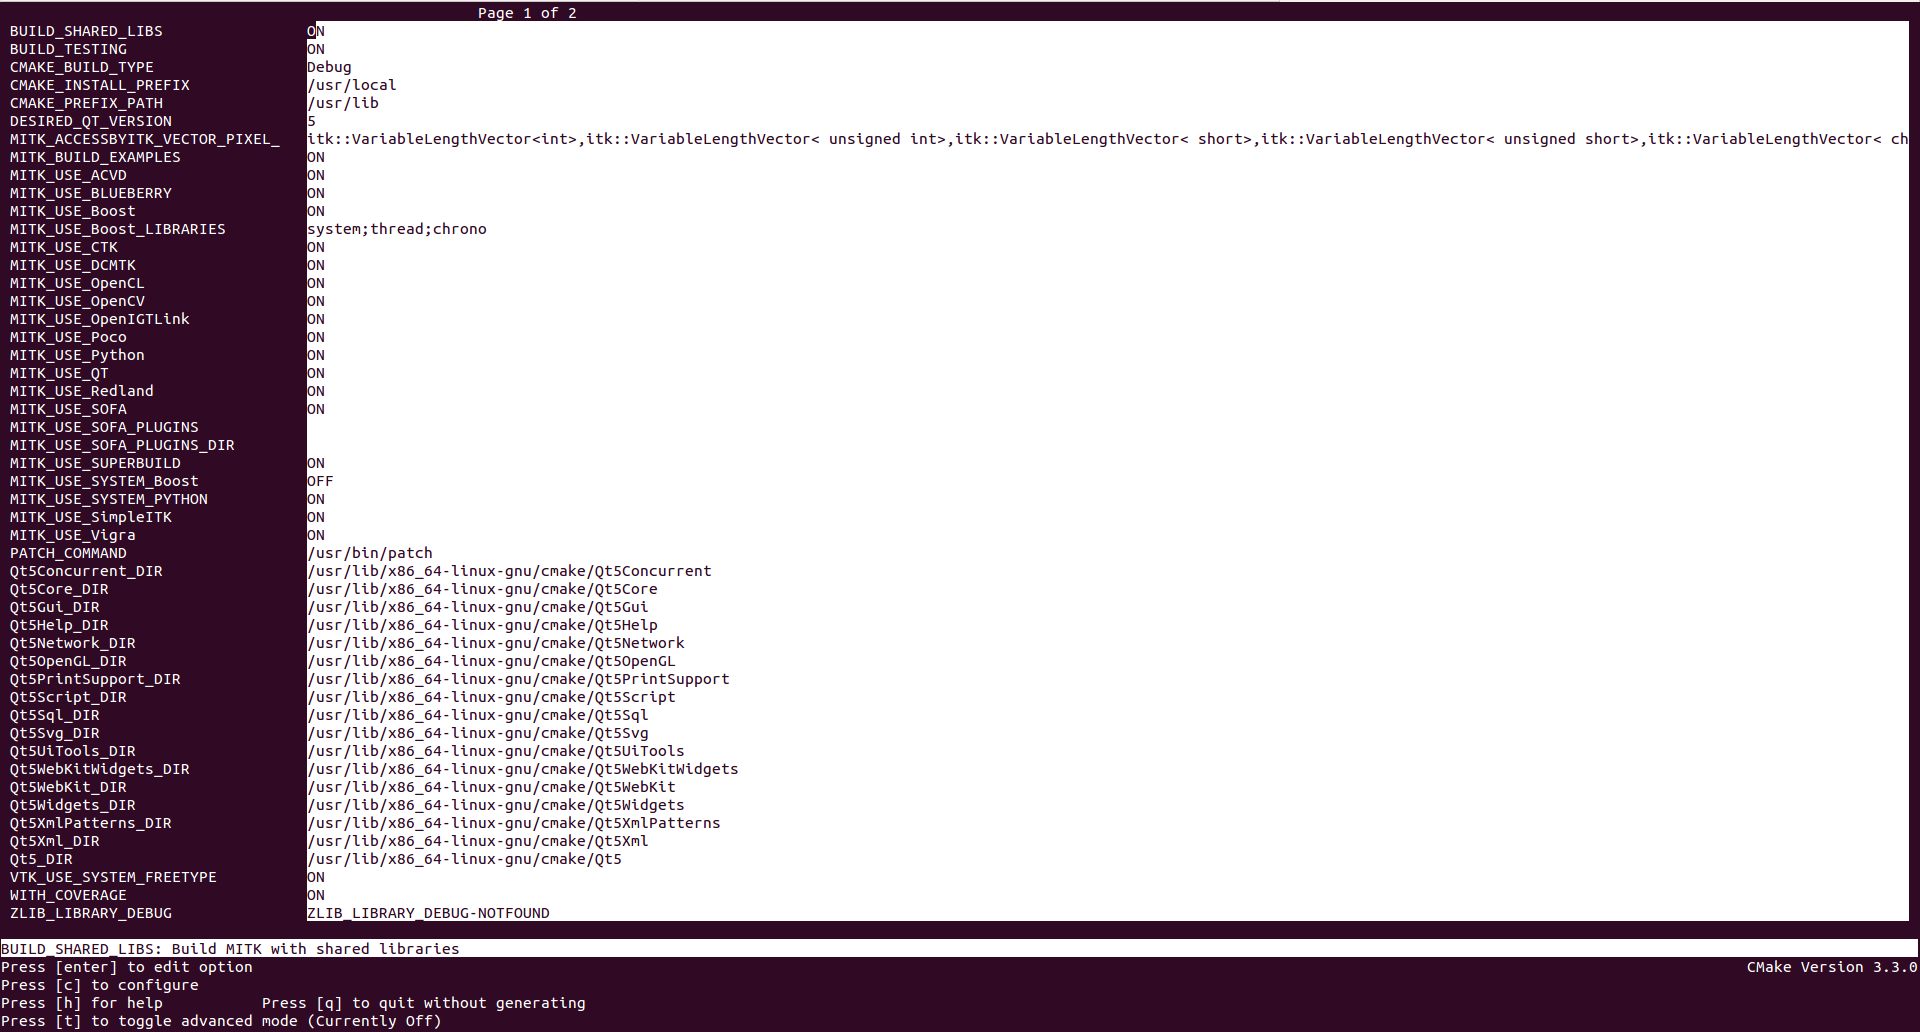 Page 1 of 2
BUILD_SHARED_LIBS ON
BUILD_TESTING ON
CMAKE_BUILD_TYPE Debug
CMAKE_INSTALL_PREFIX /usr/local
CMAKE_PREFIX_PATH /usr/lib
DESIRED_QT_VERSION 5
MITK_ACCESSBYITK_VECTOR_PIXEL_ itk::VariableLengthVector<int>,itk::VariableLengthVector< unsigned int>,itk::VariableLengthVector< short>,itk::VariableLengthVector< unsigned short>,itk::VariableLengthVector< ch
MITK_BUILD_EXAMPLES ON
MITK_USE_ACVD ON
MITK_USE_BLUEBERRY ON
MITK_USE_Boost ON
MITK_USE_Boost_LIBRARIES system;thread;chrono
MITK_USE_CTK ON
MITK_USE_DCMTK ON
MITK_USE_OpenCL ON
MITK_USE_OpenCV ON
MITK_USE_OpenIGTLink ON
MITK_USE_Poco ON
MITK_USE_Python ON
MITK_USE_QT ON
MITK_USE_Redland ON
MITK_USE_SOFA ON
MITK_USE_SOFA_PLUGINS
MITK_USE_SOFA_PLUGINS_DIR
MITK_USE_SUPERBUILD ON
MITK_USE_SYSTEM_Boost OFF
MITK_USE_SYSTEM_PYTHON ON
MITK_USE_SimpleITK ON
MITK_USE_Vigra ON
PATCH_COMMAND /usr/bin/patch
Qt5Concurrent_DIR /usr/lib/x86_64-linux-gnu/cmake/Qt5Concurrent
Qt5Core_DIR /usr/lib/x86_64-linux-gnu/cmake/Qt5Core
Qt5Gui_DIR /usr/lib/x86_64-linux-gnu/cmake/Qt5Gui
Qt5Help_DIR /usr/lib/x86_64-linux-gnu/cmake/Qt5Help
Qt5Network_DIR /usr/lib/x86_64-linux-gnu/cmake/Qt5Network
Qt5OpenGL_DIR /usr/lib/x86_64-linux-gnu/cmake/Qt5OpenGL
Qt5PrintSupport_DIR /usr/lib/x86_64-linux-gnu/cmake/Qt5PrintSupport
Qt5Script_DIR /usr/lib/x86_64-linux-gnu/cmake/Qt5Script
Qt5Sql_DIR /usr/lib/x86_64-linux-gnu/cmake/Qt5Sql
Qt5Svg_DIR /usr/lib/x86_64-linux-gnu/cmake/Qt5Svg
Qt5UiTools_DIR /usr/lib/x86_64-linux-gnu/cmake/Qt5UiTools
Qt5WebKitWidgets_DIR /usr/lib/x86_64-linux-gnu/cmake/Qt5WebKitWidgets
Qt5WebKit_DIR /usr/lib/x86_64-linux-gnu/cmake/Qt5WebKit
Qt5Widgets_DIR /usr/lib/x86_64-linux-gnu/cmake/Qt5Widgets
Qt5XmlPatterns_DIR /usr/lib/x86_64-linux-gnu/cmake/Qt5XmlPatterns
Qt5Xml_DIR /usr/lib/x86_64-linux-gnu/cmake/Qt5Xml
Qt5_DIR /usr/lib/x86_64-linux-gnu/cmake/Qt5
VTK_USE_SYSTEM_FREETYPE ON
WITH_COVERAGE ON
ZLIB_LIBRARY_DEBUG ZLIB_LIBRARY_DEBUG-NOTFOUND
BUILD_SHARED_LIBS: Build MITK with shared libraries
Press [enter] to edit option CMake Version 3.3.0
Press [c] to configure
Press [h] for help Press [q] to quit without generating
Press [t] to toggle advanced mode (Currently Off)